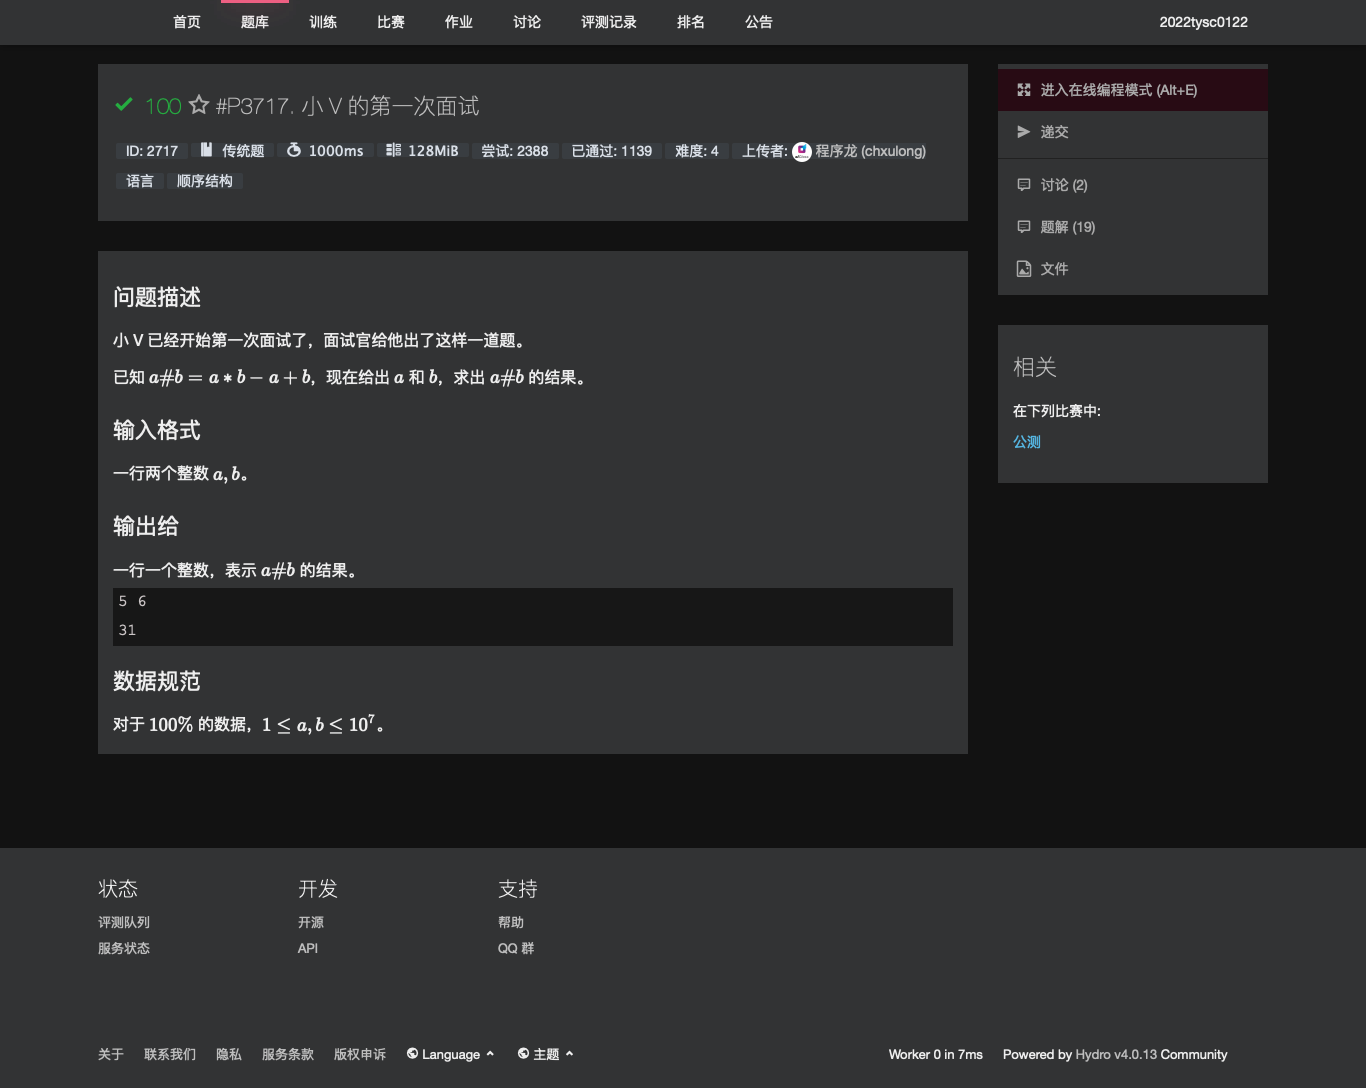 首页 题库 训练 比赛 作业 讨论 评测记录 排名 公告 2022tysc0122
100 #P3717. 小 V 的第一次面试
ID: 2717 传统题 1000ms 128MiB 尝试: 2388 已通过: 1139 难度: 4 上传者: 程序龙 (chxulong)
语言 顺序结构
问题描述
小 V 已经开始第一次面试了，面试官给他出了这样一道题。
已知 a#b = a * b − a + b，现在给出 a 和 b，求出 a#b 的结果。
输入格式
一行两个整数 a, b。
输出给
一行一个整数，表示 a#b 的结果。
5 6
31
数据规范
对于 100% 的数据，1 ≤ a, b ≤ 10⁷。
进入在线编程模式 (Alt+E)
递交
讨论 (2)
题解 (19)
文件
相关
在下列比赛中:
公测
状态 开发 支持
评测队列 开源 帮助
服务状态 API QQ 群
关于 联系我们 隐私 服务条款 版权申诉 Language 主题 Worker 0 in 7ms Powered by Hydro v4.0.13 Community